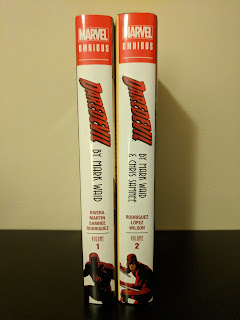 MARVEL
OMNIBUS
DAREDEVIL
BY MARK WAID
RIVERA
MARTIN
SAMNEE
RODRIGUEZ
VOLUME
1
MARVEL
OMNIBUS
DAREDEVIL
BY MARK WAID
& CHRIS SAMNEE
RODRIGUEZ
LÓPEZ
WILSON
VOLUME
2